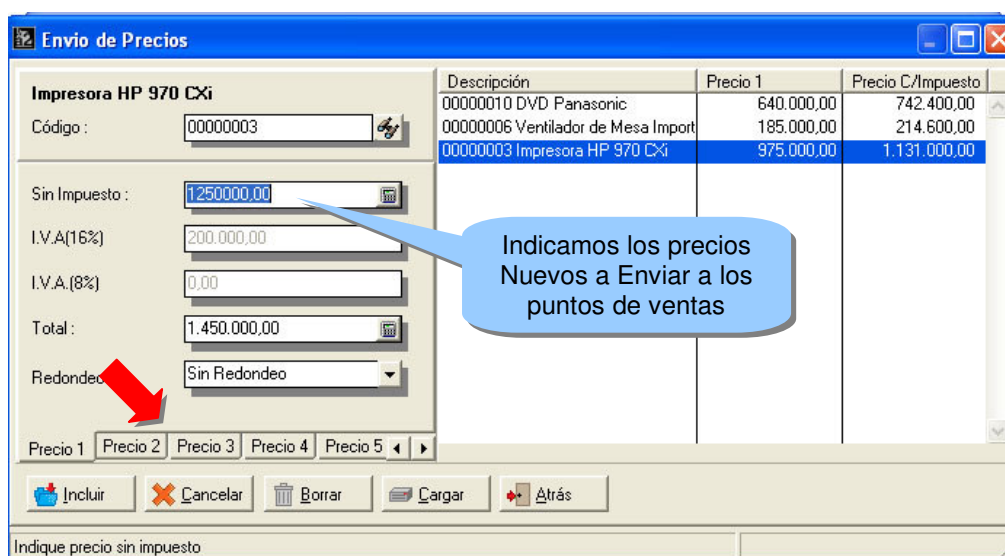 Envio de Precios
Impresora HP 970 CXi
Código : 00000003
Sin Impuesto : 1250000,00
I.V.A(16%) 200.000,00
I.V.A.(8%) 0,00
Total : 1.450.000,00
Redondeo Sin Redondeo
Precio 1 Precio 2 Precio 3 Precio 4 Precio 5
Descripción Precio 1 Precio C/Impuesto
00000010 DVD Panasonic 640.000,00 742.400,00
00000006 Ventilador de Mesa Import 185.000,00 214.600,00
00000003 Impresora HP 970 CXi 975.000,00 1.131.000,00
Indicamos los precios
Nuevos a Enviar a los
puntos de ventas
Incluir Cancelar Borrar Cargar Atrás
Indique precio sin impuesto